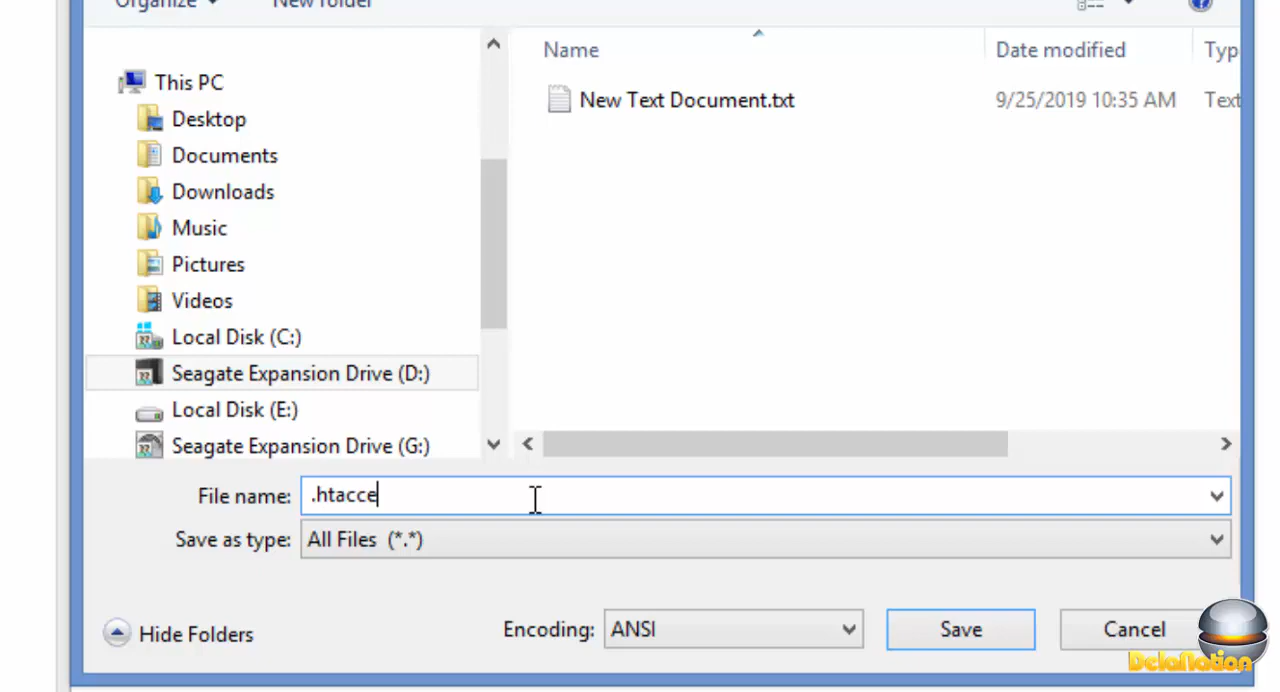 Organize New folder
Name Date modified Typ
This PC
New Text Document.txt 9/25/2019 10:35 AM Text
Desktop
Documents
Downloads
Music
Pictures
Videos
Local Disk (C:)
Seagate Expansion Drive (D:)
Local Disk (E:)
Seagate Expansion Drive (G:)
File name: .htacce
Save as type: All Files (*.*)
Hide Folders Encoding: ANSI Save Cancel
DelaNation